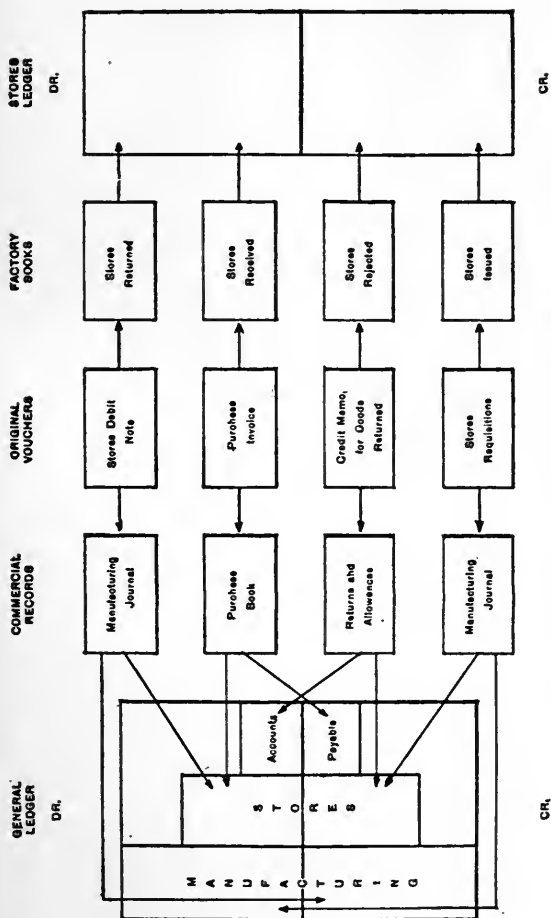 GENERAL
LEDGER
COMMERCIAL
RECORDS
ORIGINAL
VOUCHERS
FACTORY
BOOKS
STORES
LEDGER
DR.
DR.
Manufacturing
Journal
Stores Debit
Note
Stores
Returned
Purchase
Book
Purchase
Invoice
Stores
Received
Returns and
Allowances
Credit Memo,
for Goods
Returned
Stores
Rejected
Manufacturing
Journal
Stores
Requisitions
Stores
Issued
Accounts
Payable
STORES
MANUFACTURING
CR.
CR.